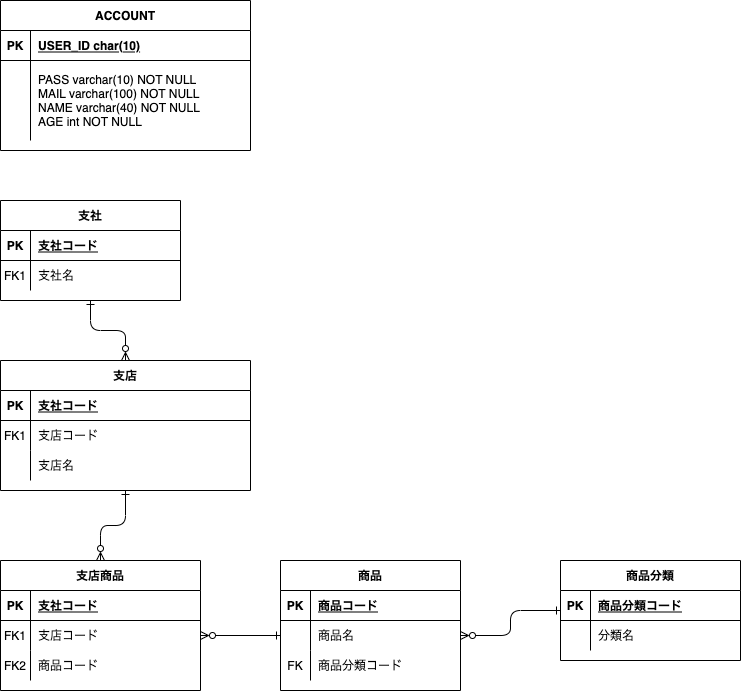 ACCOUNT
PK USER_ID char(10)
PASS varchar(10) NOT NULL
MAIL varchar(100) NOT NULL
NAME varchar(40) NOT NULL
AGE int NOT NULL
支社
PK 支社コード
FK1 支社名
支店
PK 支社コード
FK1 支店コード
支店名
支店商品
PK 支社コード
FK1 支店コード
FK2 商品コード
商品
PK 商品コード
商品名
FK 商品分類コード
商品分類
PK 商品分類コード
分類名